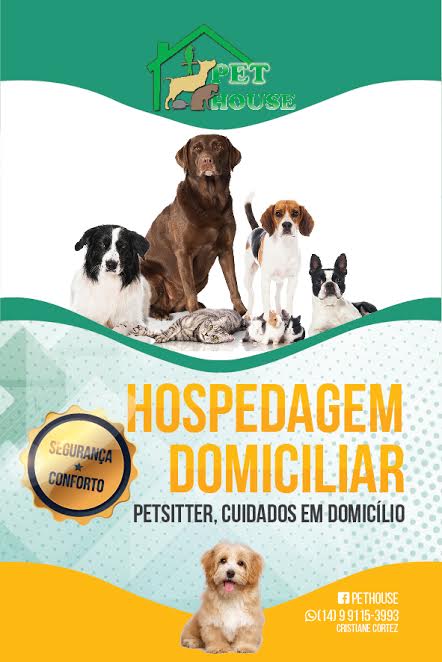 PET
HOUSE
HOSPEDAGEM
DOMICILIAR
SEGURANÇA
CONFORTO
PETSITTER, CUIDADOS EM DOMICÍLIO
PETHOUSE
(14) 9 9115-3993
CRISTIANE CORTEZ